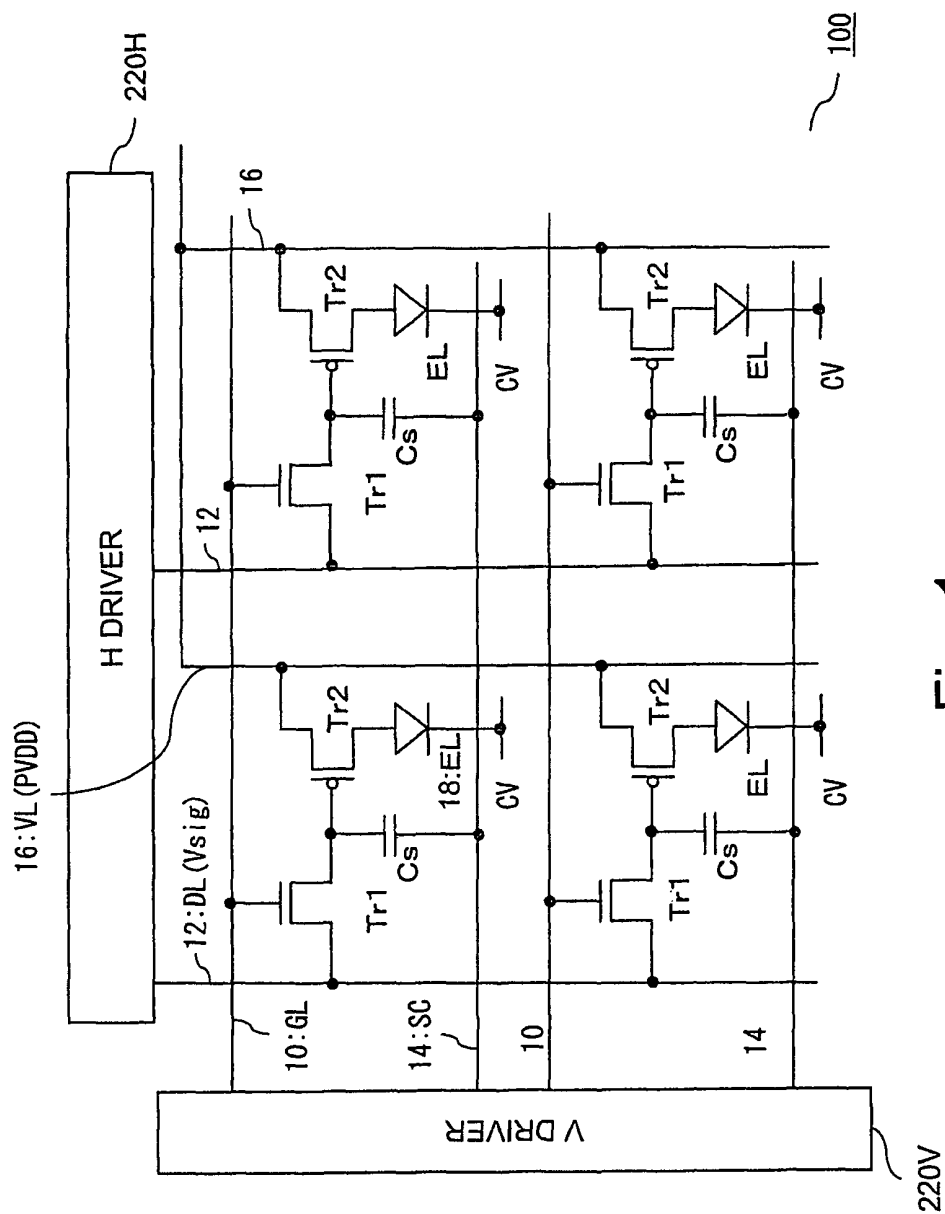 220H
H DRIVER
16:VL(PVDD)
12:DL(Vsig)
12
16
10:GL
Tr1
Cs
Tr2
18:EL
CV
Tr1
Cs
Tr2
EL
CV
14:SC
10
Tr1
Cs
Tr2
EL
CV
Tr1
Cs
Tr2
EL
CV
14
V DRIVER
220V
100